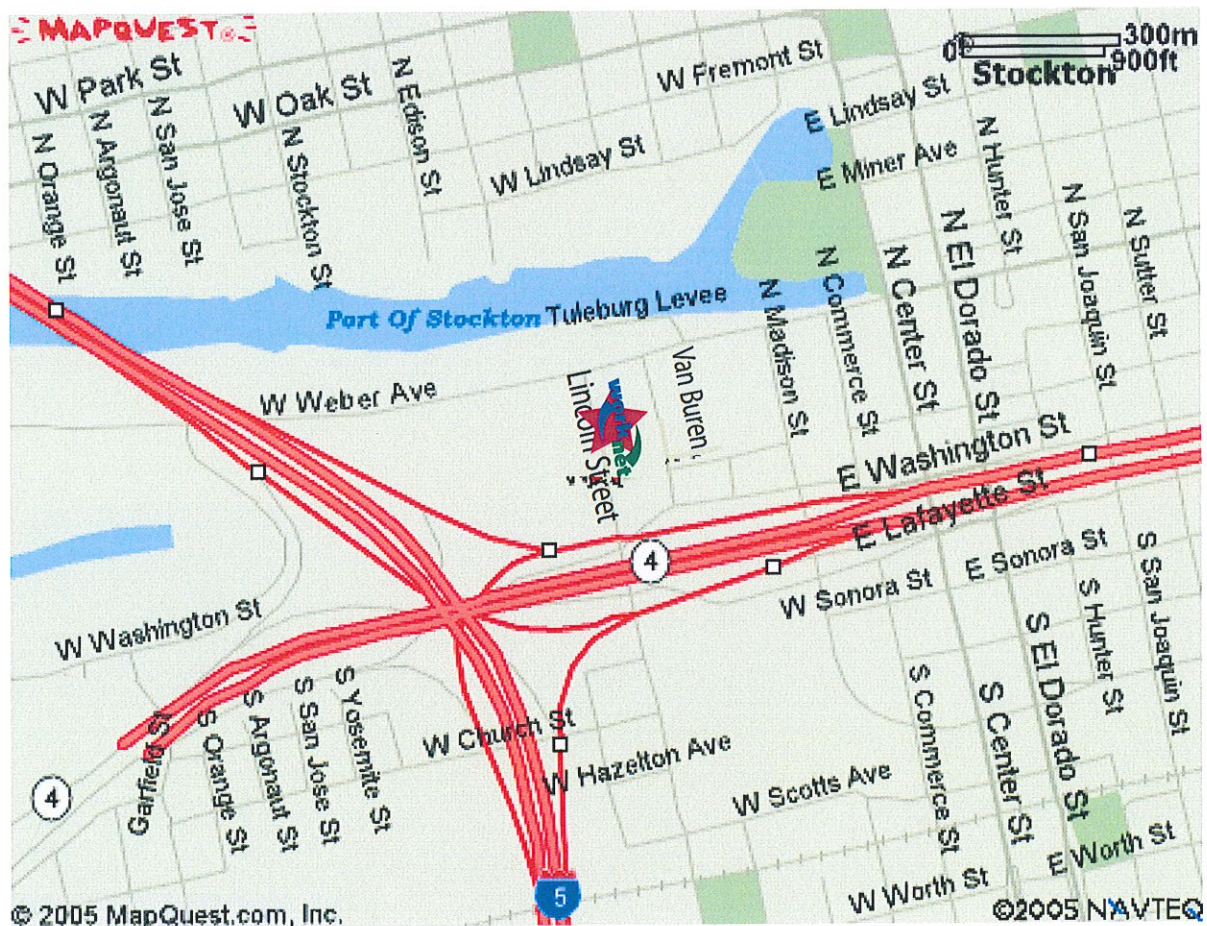 MAPQUEST
300m
0
900ft
Stockton
W Park St
W Oak St
N Edison St
W Fremont St
E Lindsay St
N Orange St
N Argonaut St
N San Jose St
N Stockton St
W Lindsay St
E Miner Ave
N Hunter St
N San Joaquin St
N Sutter St
N El Dorado St
N Center St
N Commerce St
N Madison St
Port Of Stockton
Tuleburg Levee
W Weber Ave
Lincoln Street
work net
Van Buren
E Washington St
E Lafayette St
4
W Sonora St
E Sonora St
S San Joaquin St
S Hunter St
S El Dorado St
S Center St
S Commerce St
W Washington St
S Yosemite St
S San Jose St
S Argonaut St
S Orange St
Garfield St
4
W Church St
W Hazelton Ave
W Scotts Ave
E Worth St
W Worth St
5
© 2005 MapQuest.com, Inc.
©2005 NAVTEQ